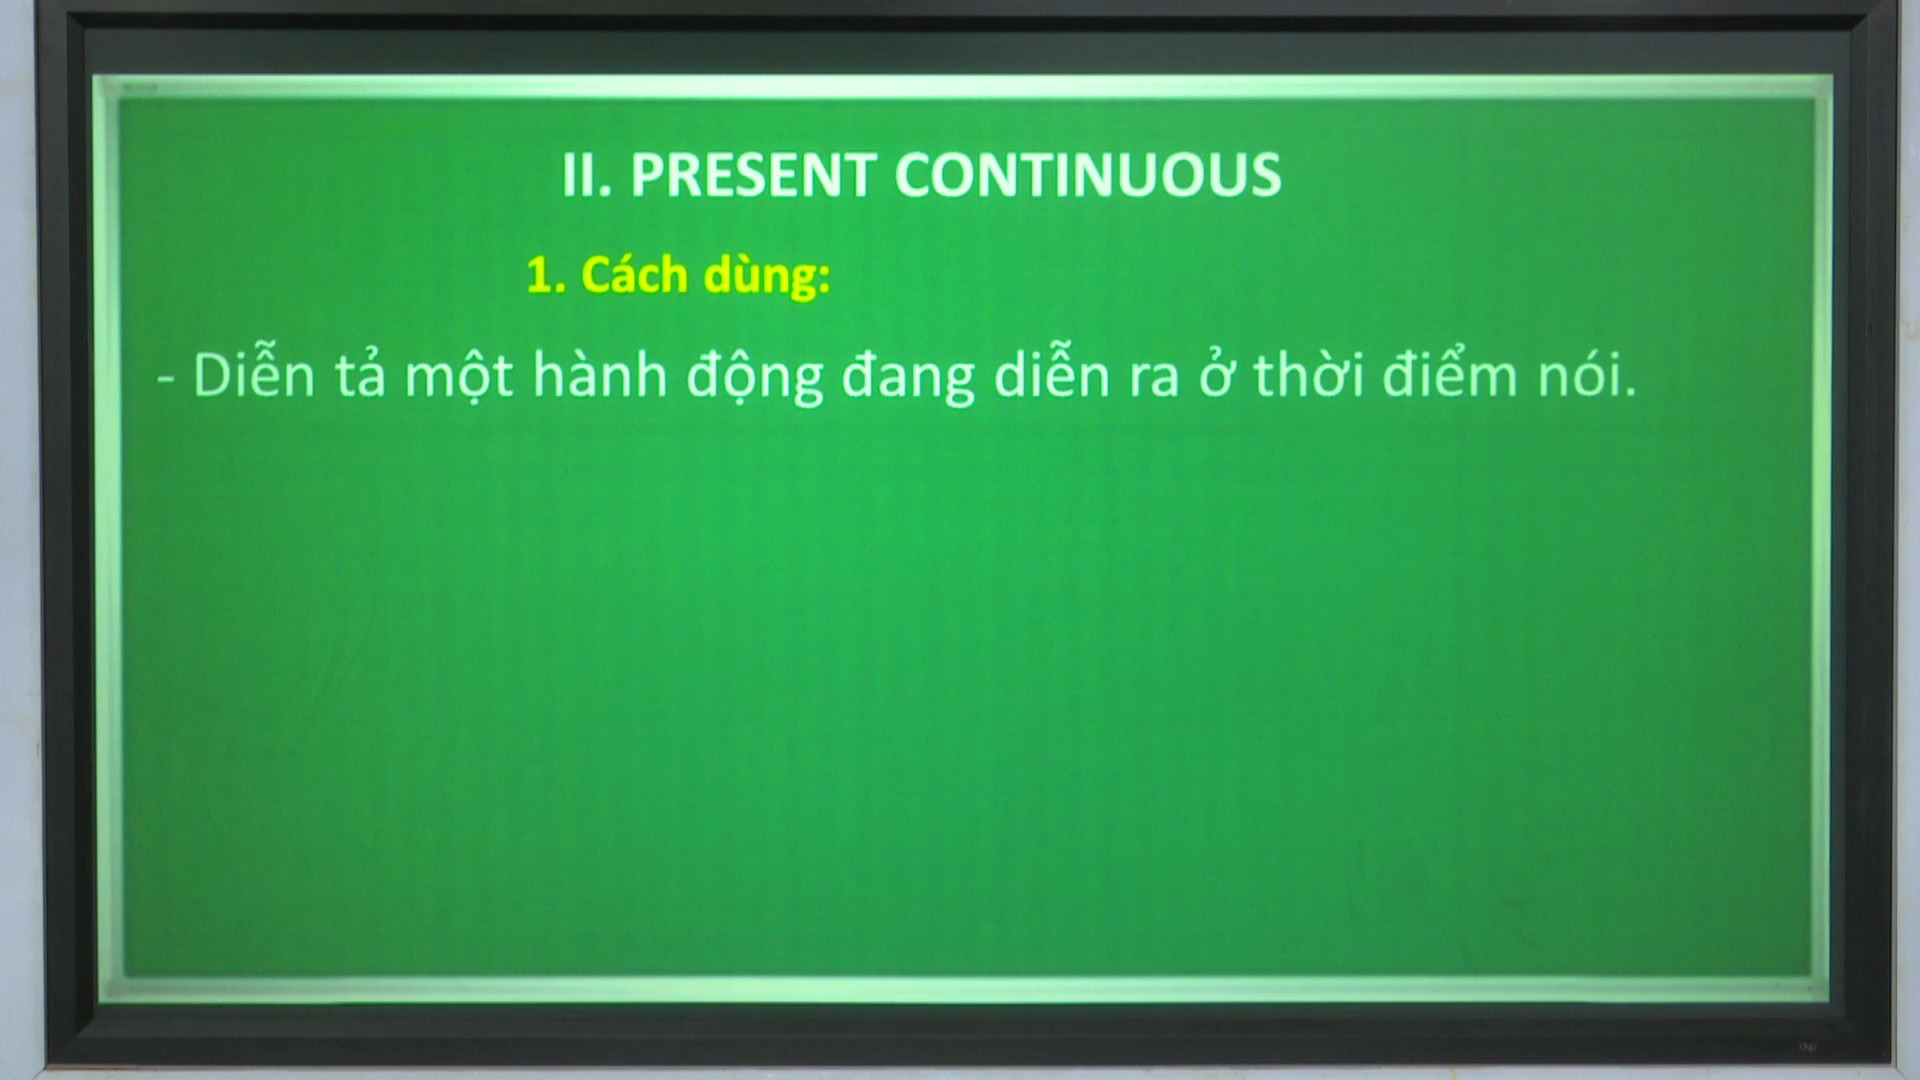 II. PRESENT CONTINUOUS
1. Cách dùng:
- Diễn tả một hành động đang diễn ra ở thời điểm nói.